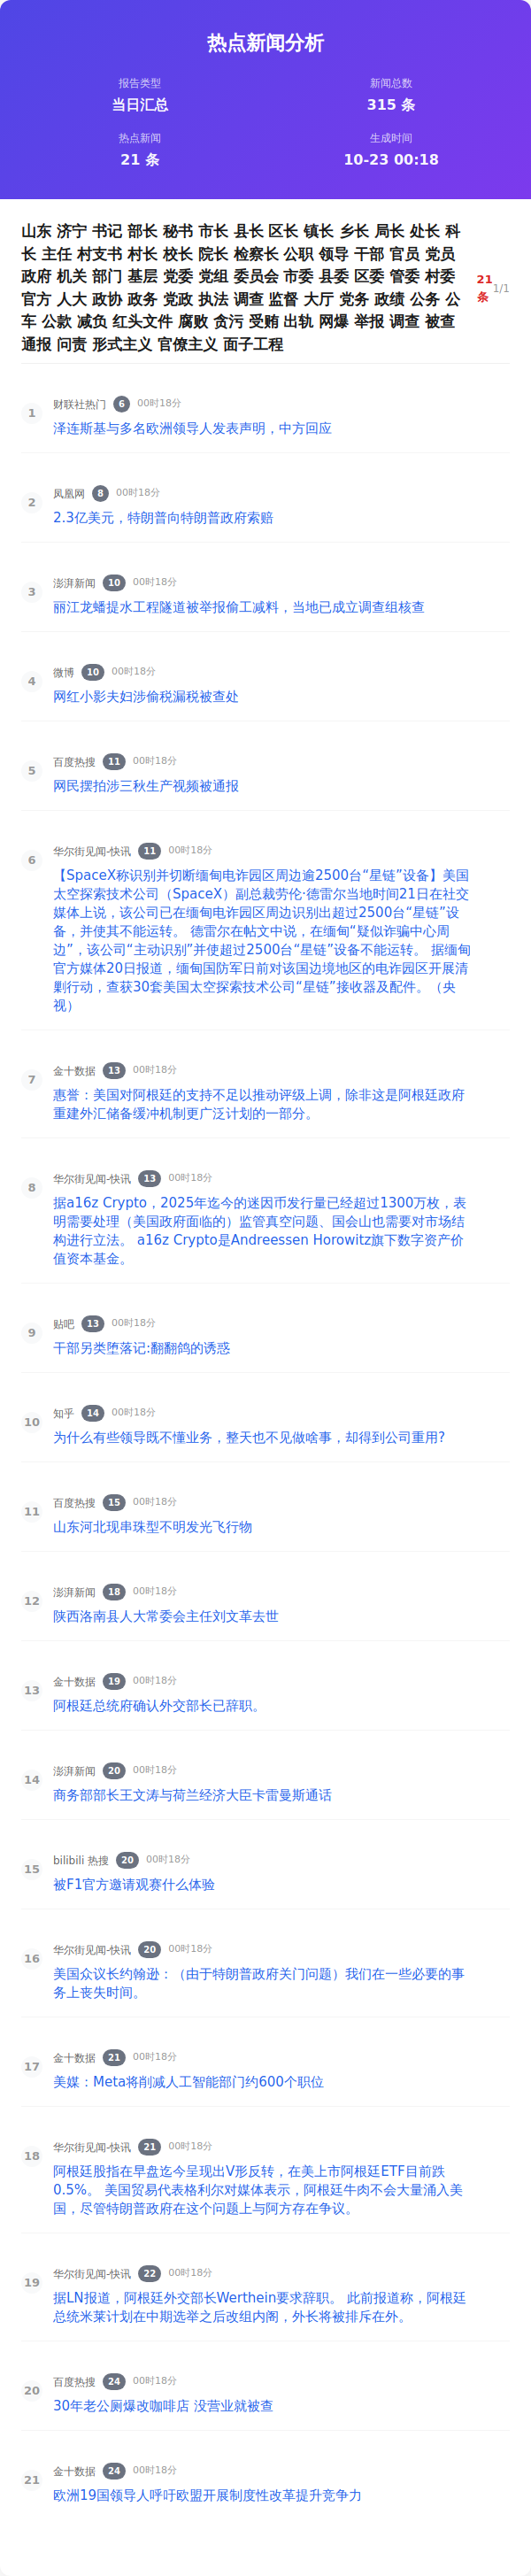 热点新闻分析
报告类型
当日汇总
新闻总数
315 条
热点新闻
21 条
生成时间
10-23 00:18
山东 济宁 书记 部长 秘书 市长 县长 区长 镇长 乡长 局长 处长 科
长 主任 村支书 村长 校长 院长 检察长 公职 领导 干部 官员 党员
政府 机关 部门 基层 党委 党组 委员会 市委 县委 区委 管委 村委
官方 人大 政协 政务 党政 执法 调查 监督 大厅 党务 政绩 公务 公
车 公款 减负 红头文件 腐败 贪污 受贿 出轨 网爆 举报 调查 被查
通报 问责 形式主义 官僚主义 面子工程
21
条
1/1
1
财联社热门 6 00时18分
泽连斯基与多名欧洲领导人发表声明，中方回应
2
凤凰网 8 00时18分
2.3亿美元，特朗普向特朗普政府索赔
3
澎湃新闻 10 00时18分
丽江龙蟠提水工程隧道被举报偷工减料，当地已成立调查组核查
4
微博 10 00时18分
网红小影夫妇涉偷税漏税被查处
5
百度热搜 11 00时18分
网民摆拍涉三秋生产视频被通报
6
华尔街见闻-快讯 11 00时18分
【SpaceX称识别并切断缅甸电诈园区周边逾2500台“星链”设备】美国
太空探索技术公司（SpaceX）副总裁劳伦·德雷尔当地时间21日在社交
媒体上说，该公司已在缅甸电诈园区周边识别出超过2500台“星链”设
备，并使其不能运转。 德雷尔在帖文中说，在缅甸“疑似诈骗中心周
边”，该公司“主动识别”并使超过2500台“星链”设备不能运转。 据缅甸
官方媒体20日报道，缅甸国防军日前对该国边境地区的电诈园区开展清
剿行动，查获30套美国太空探索技术公司“星链”接收器及配件。（央
视）
7
金十数据 13 00时18分
惠誉：美国对阿根廷的支持不足以推动评级上调，除非这是阿根廷政府
重建外汇储备缓冲机制更广泛计划的一部分。
8
华尔街见闻-快讯 13 00时18分
据a16z Crypto，2025年迄今的迷因币发行量已经超过1300万枚，表
明需要处理（美国政府面临的）监管真空问题、国会山也需要对市场结
构进行立法。 a16z Crypto是Andreessen Horowitz旗下数字资产价
值资本基金。
9
贴吧 13 00时18分
干部另类堕落记:翻翻鸽的诱惑
10
知乎 14 00时18分
为什么有些领导既不懂业务，整天也不见做啥事，却得到公司重用?
11
百度热搜 15 00时18分
山东河北现串珠型不明发光飞行物
12
澎湃新闻 18 00时18分
陕西洛南县人大常委会主任刘文革去世
13
金十数据 19 00时18分
阿根廷总统府确认外交部长已辞职。
14
澎湃新闻 20 00时18分
商务部部长王文涛与荷兰经济大臣卡雷曼斯通话
15
bilibili 热搜 20 00时18分
被F1官方邀请观赛什么体验
16
华尔街见闻-快讯 20 00时18分
美国众议长约翰逊：（由于特朗普政府关门问题）我们在一些必要的事
务上丧失时间。
17
金十数据 21 00时18分
美媒：Meta将削减人工智能部门约600个职位
18
华尔街见闻-快讯 21 00时18分
阿根廷股指在早盘迄今呈现出V形反转，在美上市阿根廷ETF目前跌
0.5%。 美国贸易代表格利尔对媒体表示，阿根廷牛肉不会大量涌入美
国，尽管特朗普政府在这个问题上与阿方存在争议。
19
华尔街见闻-快讯 22 00时18分
据LN报道，阿根廷外交部长Werthein要求辞职。 此前报道称，阿根廷
总统米莱计划在中期选举之后改组内阁，外长将被排斥在外。
20
百度热搜 24 00时18分
30年老公厕爆改咖啡店 没营业就被查
21
金十数据 24 00时18分
欧洲19国领导人呼吁欧盟开展制度性改革提升竞争力